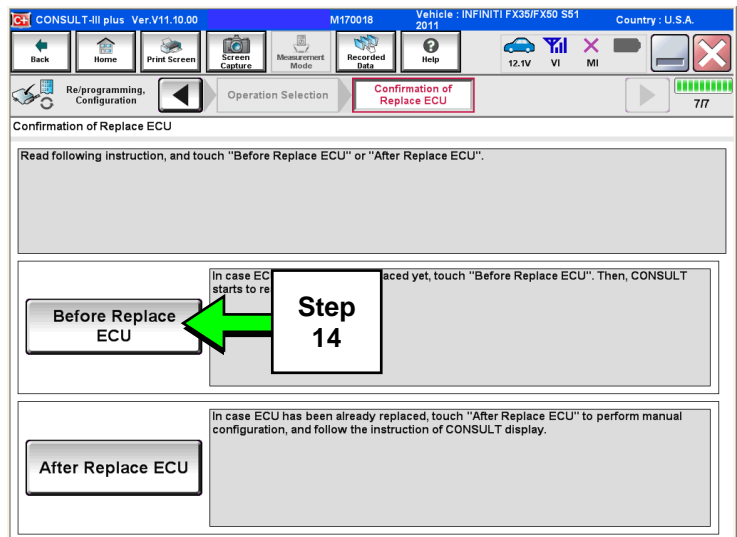 CONSULT-III plus Ver.V11.10.00
M170018
Vehicle : INFINITI FX35/FX50 S51
2011
Country : U.S.A.
Back
Home
Print Screen
Screen
Capture
Measurement
Mode
Recorded
Data
Help
12.1V
VI
MI
Re/programming,
Configuration
Operation Selection
Confirmation of
Replace ECU
7/7
Confirmation of Replace ECU
Read following instruction, and touch "Before Replace ECU" or "After Replace ECU".
Before Replace
ECU
In case EC aced yet, touch "Before Replace ECU". Then, CONSULT
starts to re
Step
14
After Replace ECU
In case ECU has been already replaced, touch "After Replace ECU" to perform manual
configuration, and follow the instruction of CONSULT display.